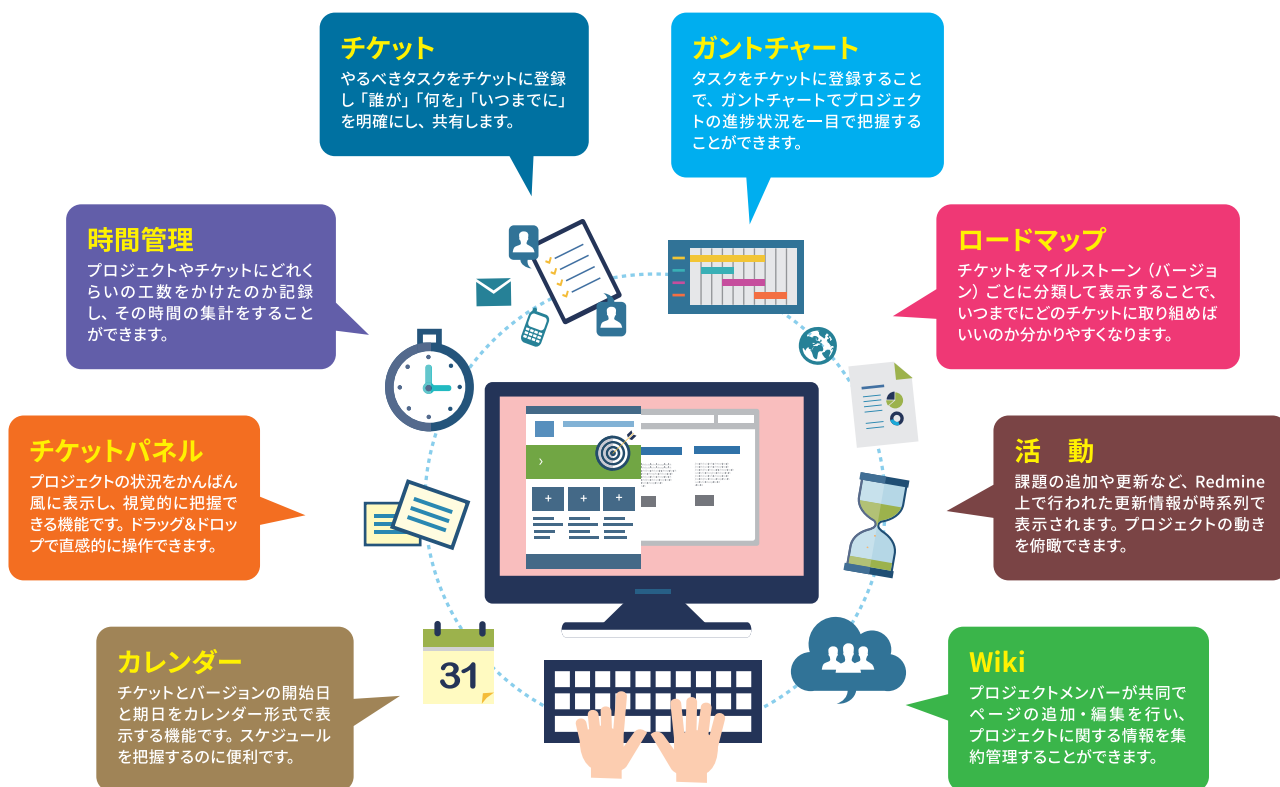 チケット
やるべきタスクをチケットに登録
し「誰が」「何を」「いつまでに」
を明確にし、共有します。
ガントチャート
タスクをチケットに登録すること
で、ガントチャートでプロジェク
トの進捗状況を一目で把握する
ことができます。
時間管理
プロジェクトやチケットにどれく
らいの工数をかけたのか記録
し、その時間の集計をすること
ができます。
ロードマップ
チケットをマイルストーン（バージョ
ン）ごとに分類して表示することで、
いつまでにどのチケットに取り組めば
いいのか分かりやすくなります。
チケットパネル
プロジェクトの状況をかんばん
風に表示し、視覚的に把握で
きる機能です。ドラッグ&ドロッ
プで直感的に操作できます。
活　動
課題の追加や更新など、Redmine
上で行われた更新情報が時系列で
表示されます。プロジェクトの動き
を俯瞰できます。
カレンダー
チケットとバージョンの開始日
と期日をカレンダー形式で表
示する機能です。スケジュール
を把握するのに便利です。
31
Wiki
プロジェクトメンバーが共同で
ページの追加・編集を行い、
プロジェクトに関する情報を集
約管理することができます。